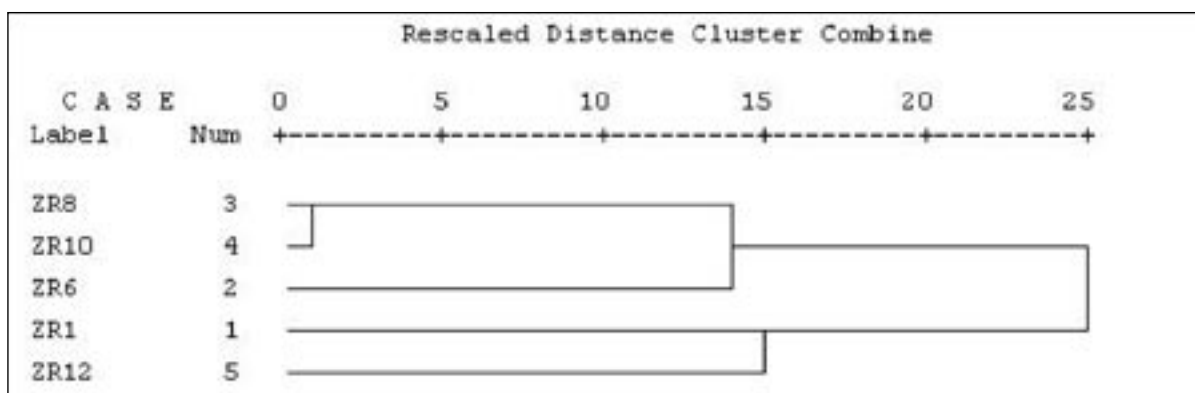 Rescaled Distance Cluster Combine
C A S E 0 5 10 15 20 25
Label Num +---------+---------+---------+---------+---------+
ZR8 3
ZR10 4
ZR6 2
ZR1 1
ZR12 5